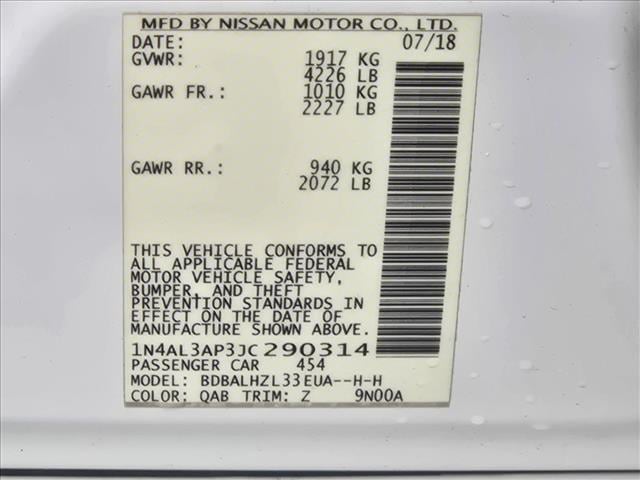 MFD BY NISSAN MOTOR CO., LTD.
DATE: 07/18
GVWR: 1917 KG
4226 LB
GAWR FR.: 1010 KG
2227 LB
GAWR RR.: 940 KG
2072 LB
THIS VEHICLE CONFORMS TO
ALL APPLICABLE FEDERAL
MOTOR VEHICLE SAFETY,
BUMPER, AND THEFT
PREVENTION STANDARDS IN
EFFECT ON THE DATE OF
MANUFACTURE SHOWN ABOVE.
1N4AL3AP3JC290314
PASSENGER CAR 454
MODEL: BDBALHZL33EUA--H-H
COLOR: QAB TRIM: Z 9N00A